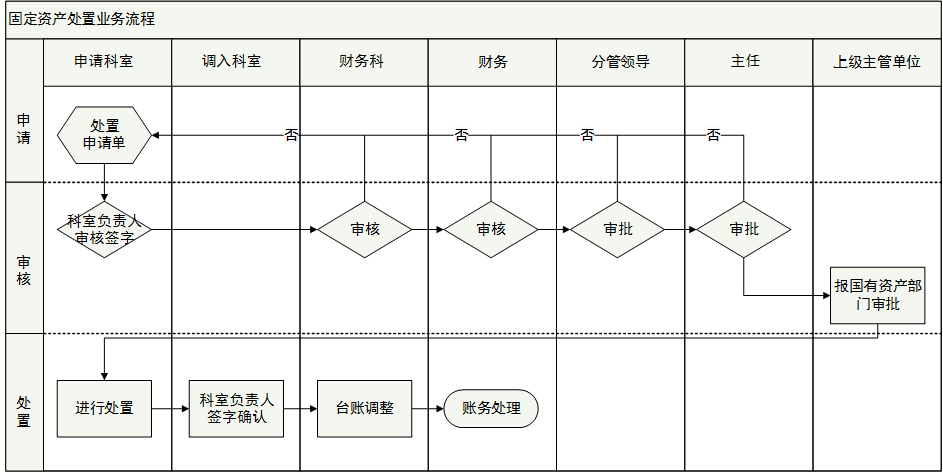 固定资产处置业务流程
申请科室
调入科室
财务科
财务
分管领导
主任
上级主管单位
申
请
处置
申请单
否
否
否
否
审
核
科室负责人
审核签字
审核
审核
审批
审批
报国有资产部
门审批
处
置
进行处置
科室负责人
签字确认
台账调整
账务处理